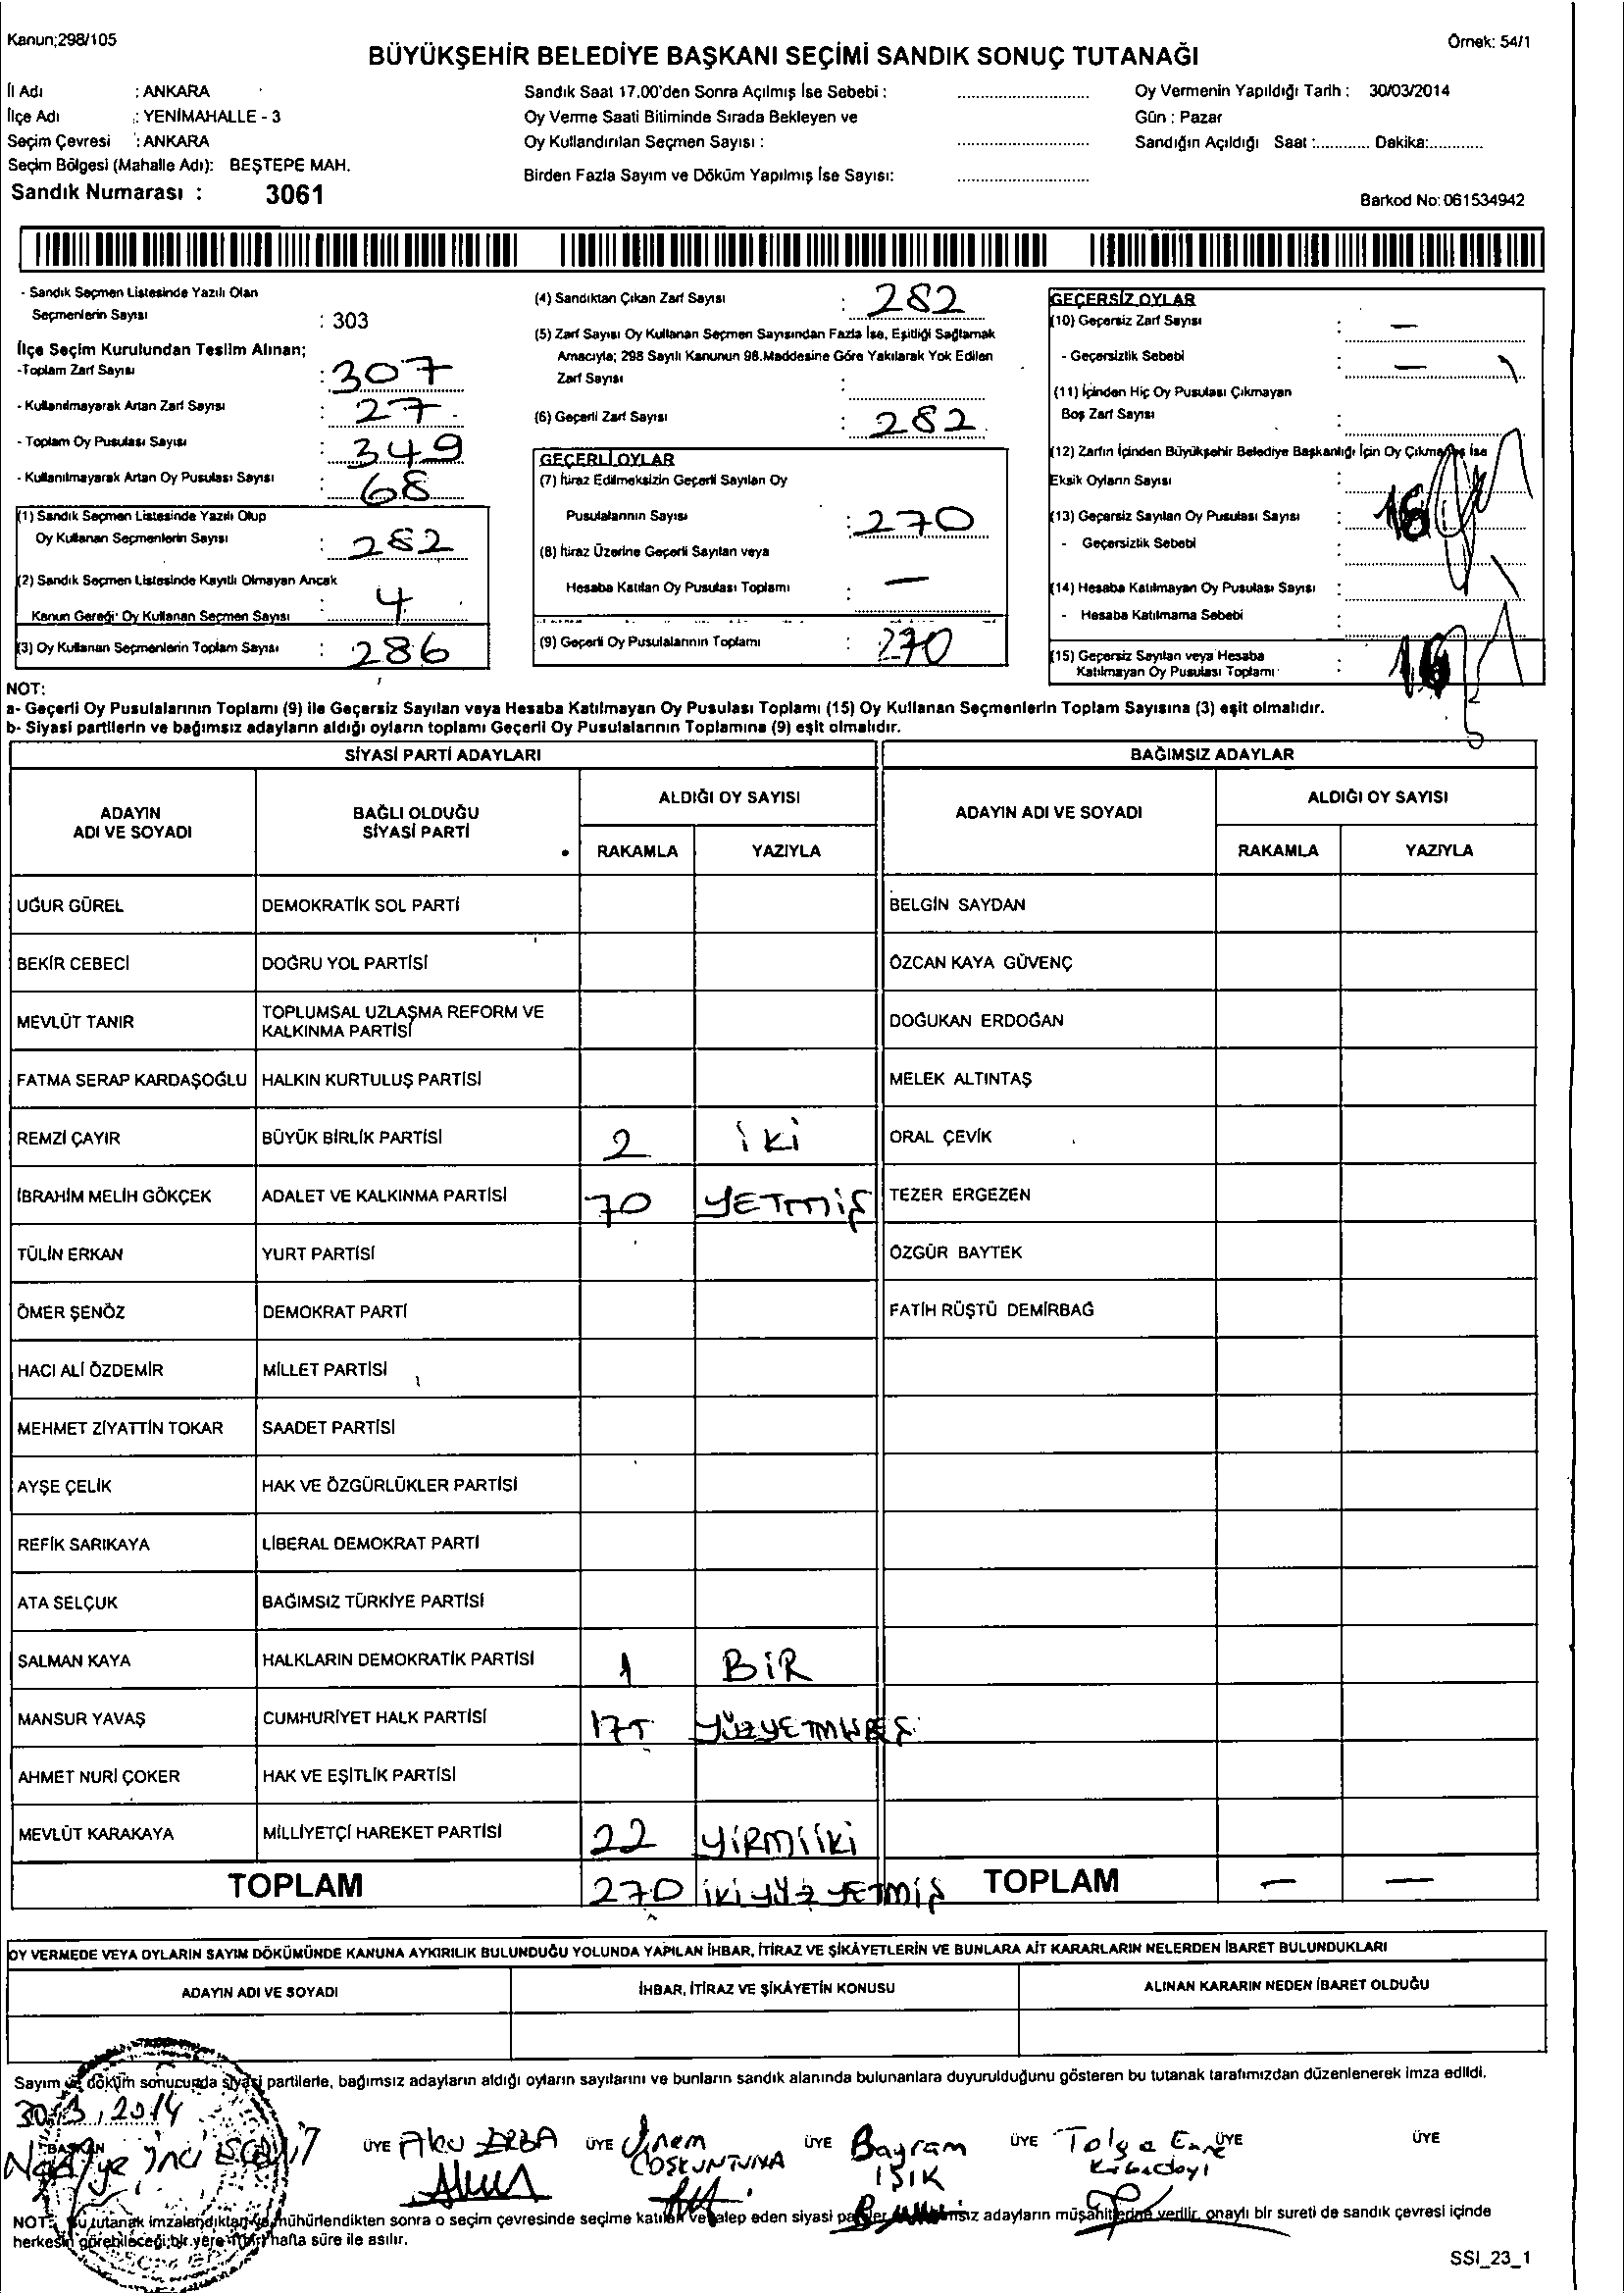 Kanun;298/105
Örnek: 54/1
BÜYÜKŞEHİR BELEDİYE BAŞKANI SEÇİMİ SANDIK SONUÇ TUTANAĞI
İl Adı : ANKARA
İlçe Adı : YENİMAHALLE - 3
Seçim Çevresi : ANKARA
Seçim Bölgesi (Mahalle Adı): BEŞTEPE MAH.
Sandık Numarası : 3061
Sandık Saat 17.00'den Sonra Açılmış İse Sebebi :
Oy Verme Saati Bitiminde Sırada Bekleyen ve
Oy Kullandırılan Seçmen Sayısı :
Birden Fazla Sayım ve Döküm Yapılmış İse Sayısı:
Oy Vermenin Yapıldığı Tarih : 30/03/2014
Gün : Pazar
Sandığın Açıldığı Saat :............ Dakika:............
Barkod No: 061534942
- Sandık Seçmen Listesinde Yazılı Olan
Seçmenlerin Sayısı : 303
İlçe Seçim Kurulundan Teslim Alınan;
-Toplam Zarf Sayısı : 307
- Kullanılmayarak Artan Zarf Sayısı : 27
- Toplam Oy Pusulası Sayısı : 349
- Kullanılmayarak Artan Oy Pusulası Sayısı : 68
(1) Sandık Seçmen Listesinde Yazılı Olup
Oy Kullanan Seçmenlerin Sayısı : 282
(2) Sandık Seçmen Listesinde Kayıtlı Olmayan Ancak
Kanun Gereği Oy Kullanan Seçmen Sayısı : 4
(3) Oy Kullanan Seçmenlerin Toplam Sayısı : 286
(4) Sandıktan Çıkan Zarf Sayısı : 282
(5) Zarf Sayısı Oy Kullanan Seçmen Sayısından Fazla İse, Eşitliği Sağlamak
Amacıyla; 298 Sayılı Kanunun 98.Maddesine Göre Yakılarak Yok Edilen
Zarf Sayısı :
(6) Geçerli Zarf Sayısı : 282
GEÇERLİ OYLAR
(7) İtiraz Edilmeksizin Geçerli Sayılan Oy
Pusulalarının Sayısı : 270
(8) İtiraz Üzerine Geçerli Sayılan veya
Hesaba Katılan Oy Pusulası Toplamı : —
(9) Geçerli Oy Pusulalarının Toplamı : 270
GEÇERSİZ OYLAR
(10) Geçersiz Zarf Sayısı : —
- Geçersizlik Sebebi : —
(11) İçinden Hiç Oy Pusulası Çıkmayan
Boş Zarf Sayısı :
(12) Zarfın İçinden Büyükşehir Belediye Başkanlığı İçin Oy Çıkmamış İse
Eksik Oyların Sayısı :
(13) Geçersiz Sayılan Oy Pusulası Sayısı : 16
- Geçersizlik Sebebi :
(14) Hesaba Katılmayan Oy Pusulası Sayısı :
- Hesaba Katılmama Sebebi :
(15) Geçersiz Sayılan veya Hesaba
Katılmayan Oy Pusulası Toplamı : 16
NOT:
a- Geçerli Oy Pusulalarının Toplamı (9) ile Geçersiz Sayılan veya Hesaba Katılmayan Oy Pusulası Toplamı (15) Oy Kullanan Seçmenlerin Toplam Sayısına (3) eşit olmalıdır.
b- Siyasi partilerin ve bağımsız adayların aldığı oyların toplamı Geçerli Oy Pusulalarının Toplamına (9) eşit olmalıdır.
SİYASİ PARTİ ADAYLARI BAĞIMSIZ ADAYLAR
ADAYIN ADI VE SOYADI BAĞLI OLDUĞU SİYASİ PARTİ ALDIĞI OY SAYISI ADAYIN ADI VE SOYADI ALDIĞI OY SAYISI
RAKAMLA YAZIYLA RAKAMLA YAZIYLA
UĞUR GÜREL DEMOKRATİK SOL PARTİ BELGİN SAYDAN
BEKİR CEBECİ DOĞRU YOL PARTİSİ ÖZCAN KAYA GÜVENÇ
MEVLÜT TANIR TOPLUMSAL UZLAŞMA REFORM VE KALKINMA PARTİSİ DOĞUKAN ERDOĞAN
FATMA SERAP KARDAŞOĞLU HALKIN KURTULUŞ PARTİSİ MELEK ALTINTAŞ
REMZİ ÇAYIR BÜYÜK BİRLİK PARTİSİ 2 iKi ORAL ÇEVİK
İBRAHİM MELİH GÖKÇEK ADALET VE KALKINMA PARTİSİ 70 YETMiŞ TEZER ERGEZEN
TÜLİN ERKAN YURT PARTİSİ ÖZGÜR BAYTEK
ÖMER ŞENÖZ DEMOKRAT PARTİ FATİH RÜŞTÜ DEMİRBAĞ
HACI ALİ ÖZDEMİR MİLLET PARTİSİ
MEHMET ZİYATTİN TOKAR SAADET PARTİSİ
AYŞE ÇELİK HAK VE ÖZGÜRLÜKLER PARTİSİ
REFİK SARIKAYA LİBERAL DEMOKRAT PARTİ
ATA SELÇUK BAĞIMSIZ TÜRKİYE PARTİSİ
SALMAN KAYA HALKLARIN DEMOKRATİK PARTİSİ 1 BiR
MANSUR YAVAŞ CUMHURİYET HALK PARTİSİ 175 YÜZYETMİŞBEŞ
AHMET NURİ ÇOKER HAK VE EŞİTLİK PARTİSİ
MEVLÜT KARAKAYA MİLLİYETÇİ HAREKET PARTİSİ 22 YiRMiiKi
TOPLAM 270 iKiYÜZYETMiŞ TOPLAM — —
OY VERMEDE VEYA OYLARIN SAYIM DÖKÜMÜNDE KANUNA AYKIRILIK BULUNDUĞU YOLUNDA YAPILAN İHBAR, İTİRAZ VE ŞİKÂYETLERİN VE BUNLARA AİT KARARLARIN NELERDEN İBARET BULUNDUKLARI
ADAYIN ADI VE SOYADI İHBAR, İTİRAZ VE ŞİKÂYETİN KONUSU ALINAN KARARIN NEDEN İBARET OLDUĞU
Sayım ve döküm sonucunda siyasi partilerle, bağımsız adayların aldığı oyların sayılarını ve bunların sandık alanında bulunanlara duyurulduğunu gösteren bu tutanak tarafımızdan düzenlenerek imza edildi.
30/3/2014
BAŞKAN ÜYE ÜYE ÜYE Bayram ÜYE Tolga ÜYE ÜYE
COŞKUNTUNA IŞIK
NOT: Bu tutanak imzalandıktan ve mühürlendikten sonra o seçim çevresinde seçime katılan ve talep eden siyasi partiler bağımsız adayların müşahitlerine verilir, onaylı bir sureti de sandık çevresi içinde
herkesin görebileceği bir yere bir hafta süre ile asılır.
SSI_23_1